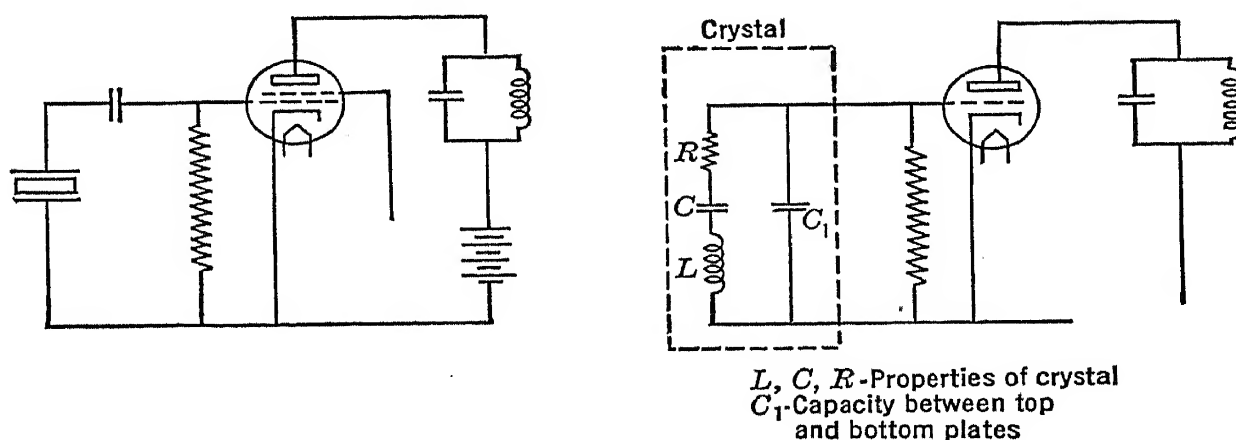 Crystal
R
C
C₁
L
L, C, R-Properties of crystal
C₁-Capacity between top
and bottom plates